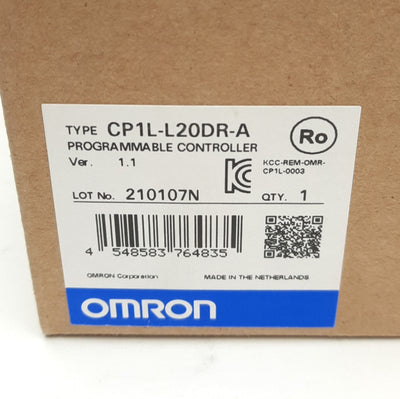 TYPE CP1L-L20DR-A
PROGRAMMABLE CONTROLLER
Ro
Ver. 1.1
KCC-REM-OMR-
CP1L-0003
LOT No. 210107N
QTY. 1
4 548583 764835
OMRON Corporation
MADE IN THE NETHERLANDS
OMRON